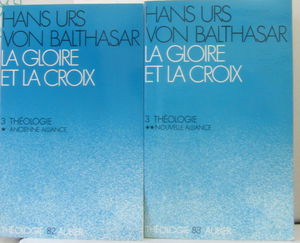 HANS URS
VON BALTHASAR
LA GLOIRE
ET LA CROIX
3 THÉOLOGIE
* ANCIENNE ALLIANCE
THÉOLOGIE 82 AUBIER
HANS URS
VON BALTHASAR
LA GLOIRE
ET LA CROIX
3 THÉOLOGIE
**NOUVELLE ALLIANCE
THÉOLOGIE 83 AUBIER